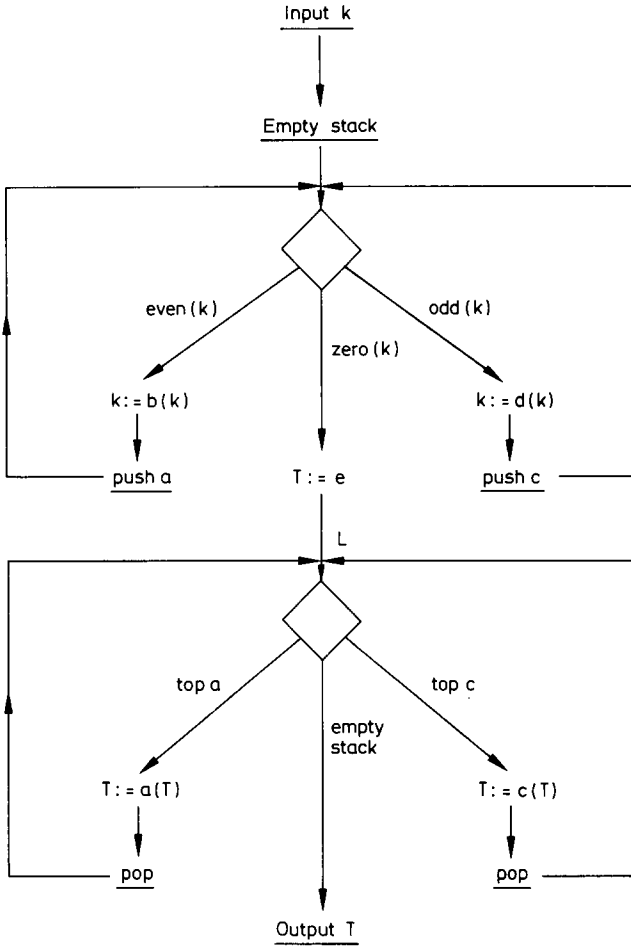 Input k
Empty stack
even(k)
odd(k)
zero(k)
k:=b(k)
k:=d(k)
push a
T:=e
push c
L
top a
top c
empty
stack
T:=a(T)
T:=c(T)
pop
pop
Output T